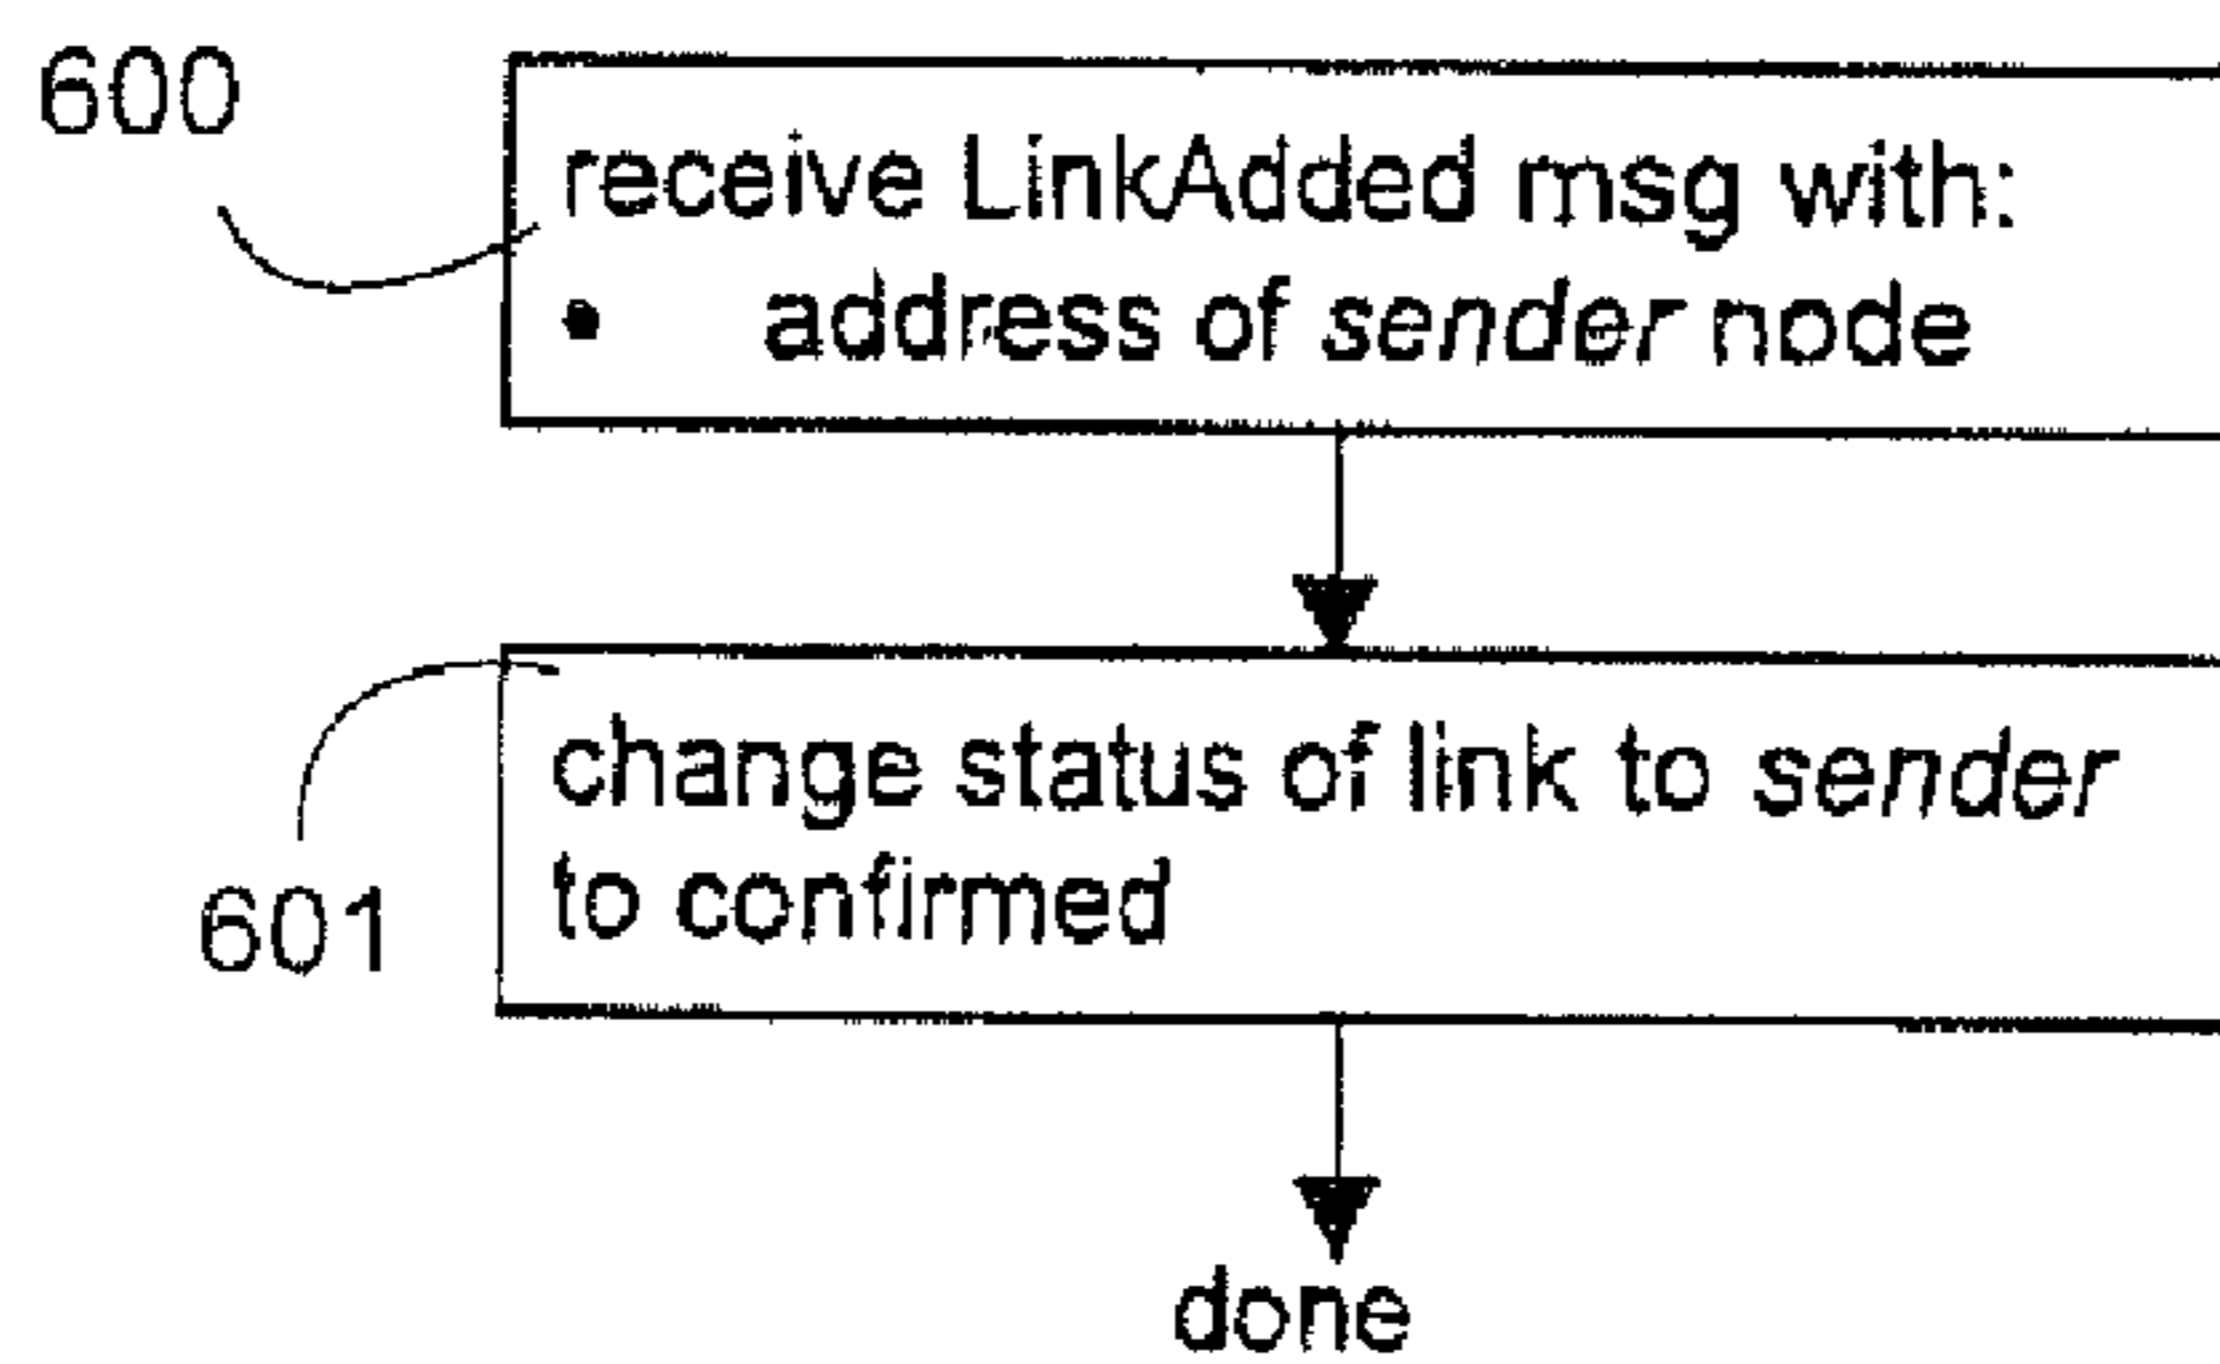 600
receive LinkAdded msg with:
• address of sender node
change status of link to sender
to confirmed
601
done